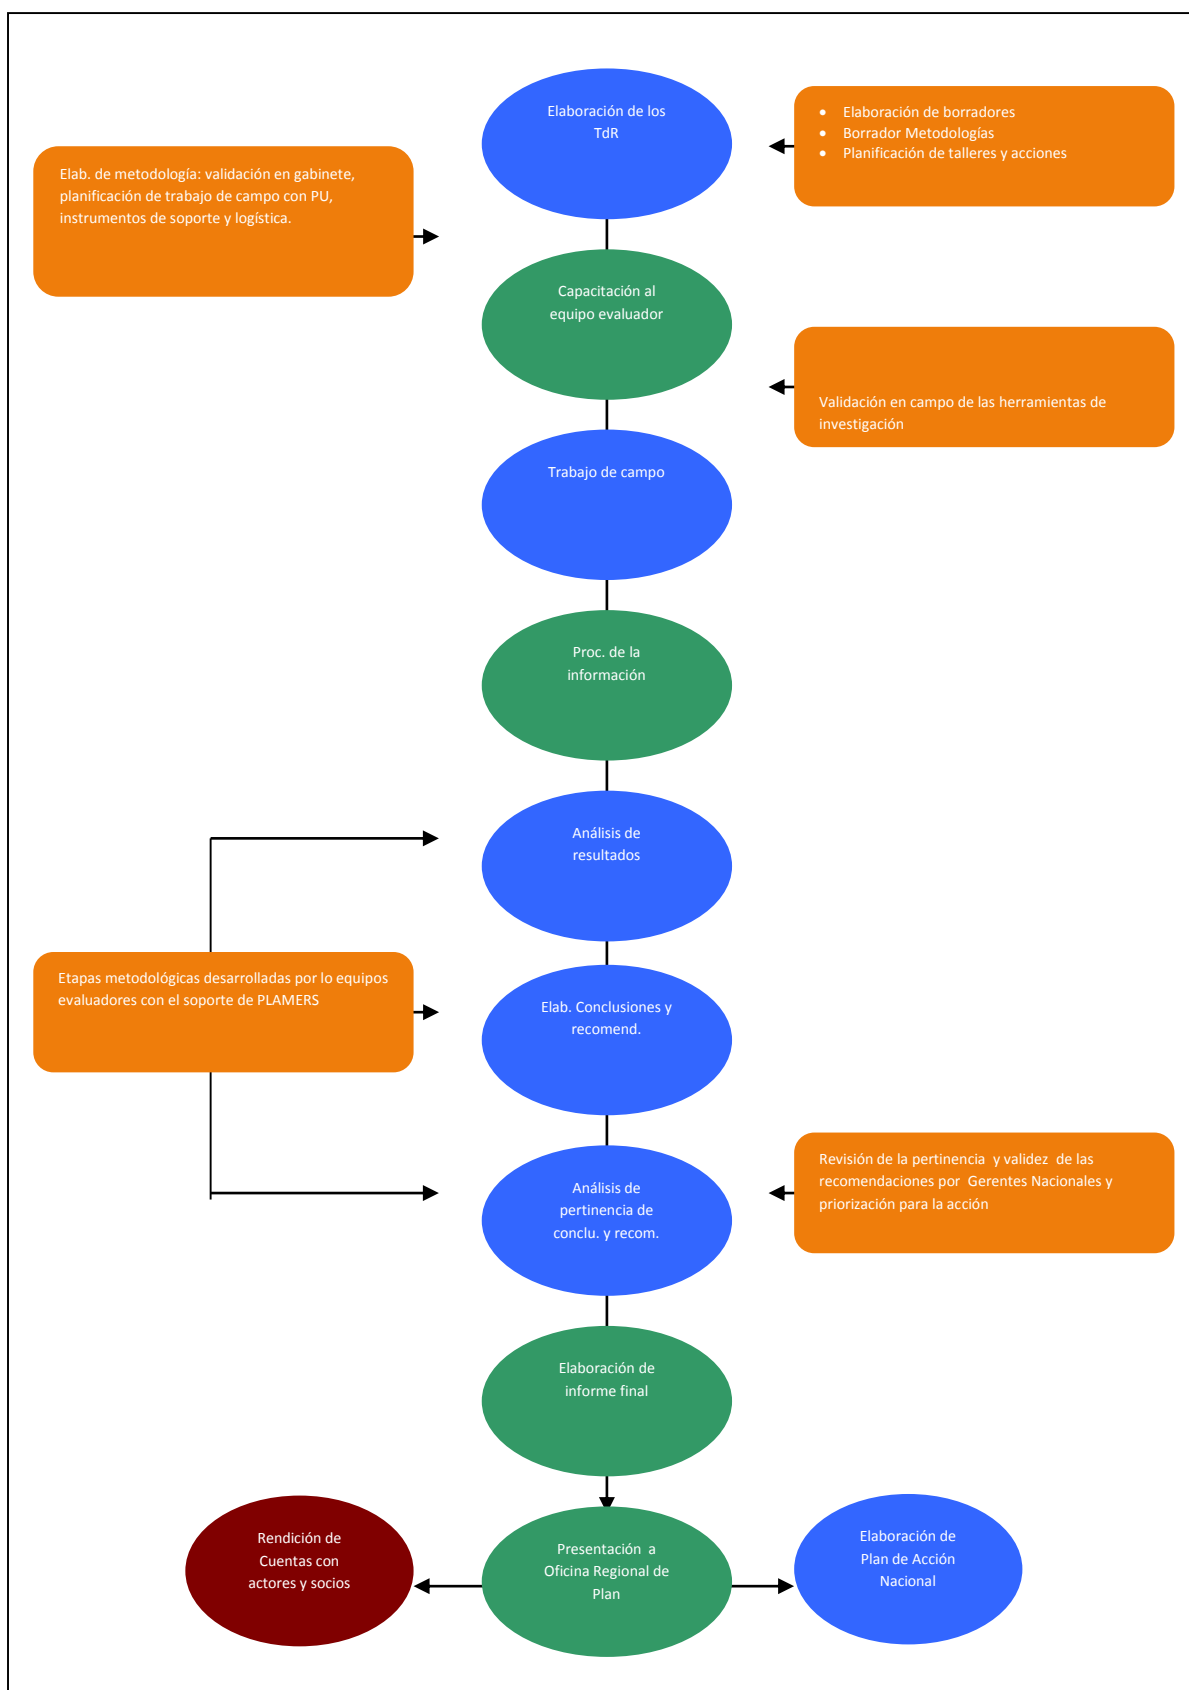 Elaboración de los
TdR
• Elaboración de borradores
• Borrador Metodologías
• Planificación de talleres y acciones
Elab. de metodología: validación en gabinete,
planificación de trabajo de campo con PU,
instrumentos de soporte y logística.
Capacitación al
equipo evaluador
Validación en campo de las herramientas de
investigación
Trabajo de campo
Proc. de la
información
Análisis de
resultados
Etapas metodológicas desarrolladas por lo equipos
evaluadores con el soporte de PLAMERS
Elab. Conclusiones y
recomend.
Análisis de
pertinencia de
conclu. y recom.
Revisión de la pertinencia y validez de las
recomendaciones por Gerentes Nacionales y
priorización para la acción
Elaboración de
informe final
Rendición de
Cuentas con
actores y socios
Presentación a
Oficina Regional de
Plan
Elaboración de
Plan de Acción
Nacional